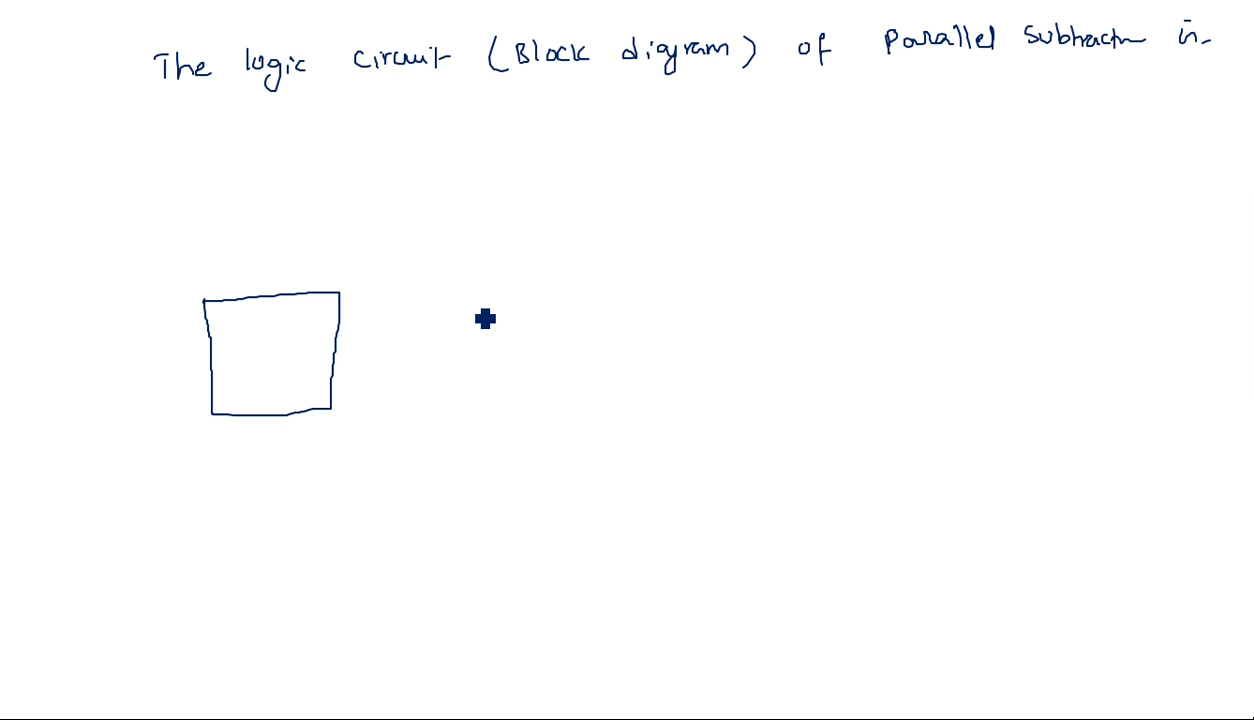 The logic circuit (Block diagram) of parallel subtractor is-